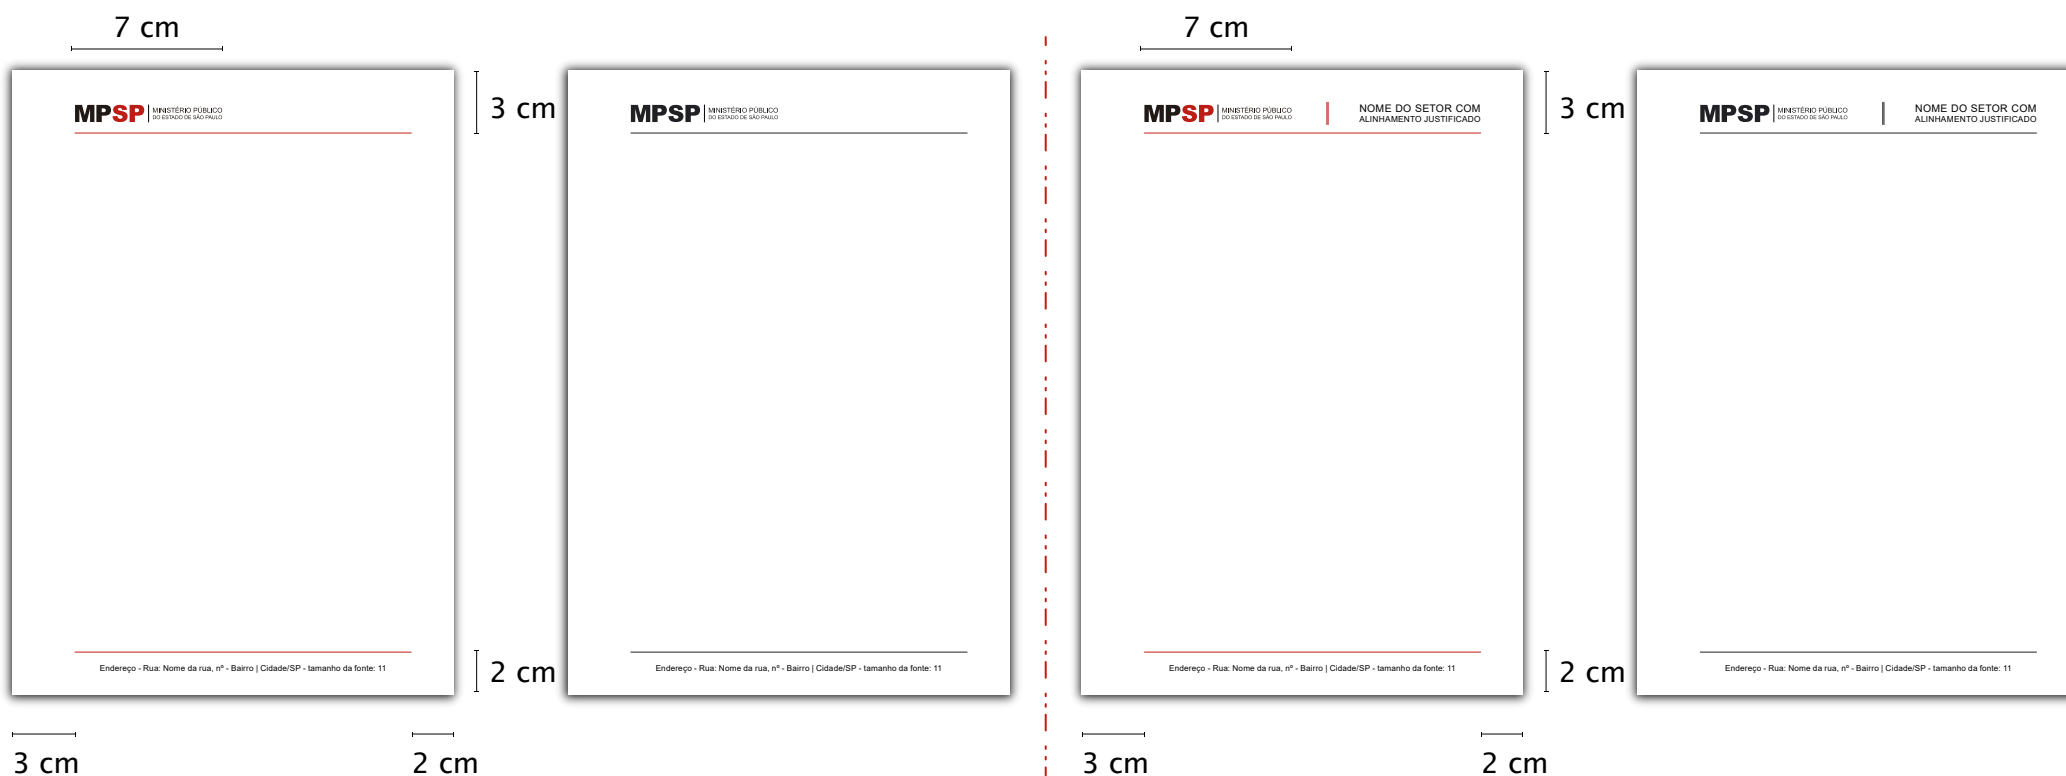 7 cm
7 cm
MPSP MINISTÉRIO PÚBLICO
DO ESTADO DE SÃO PAULO
3 cm
MPSP MINISTÉRIO PÚBLICO
DO ESTADO DE SÃO PAULO
MPSP MINISTÉRIO PÚBLICO
DO ESTADO DE SÃO PAULO
NOME DO SETOR COM
ALINHAMENTO JUSTIFICADO
3 cm
MPSP MINISTÉRIO PÚBLICO
DO ESTADO DE SÃO PAULO
NOME DO SETOR COM
ALINHAMENTO JUSTIFICADO
Endereço - Rua: Nome da rua, nº - Bairro | Cidade/SP - tamanho da fonte: 11
2 cm
Endereço - Rua: Nome da rua, nº - Bairro | Cidade/SP - tamanho da fonte: 11
Endereço - Rua: Nome da rua, nº - Bairro | Cidade/SP - tamanho da fonte: 11
2 cm
Endereço - Rua: Nome da rua, nº - Bairro | Cidade/SP - tamanho da fonte: 11
3 cm
2 cm
3 cm
2 cm